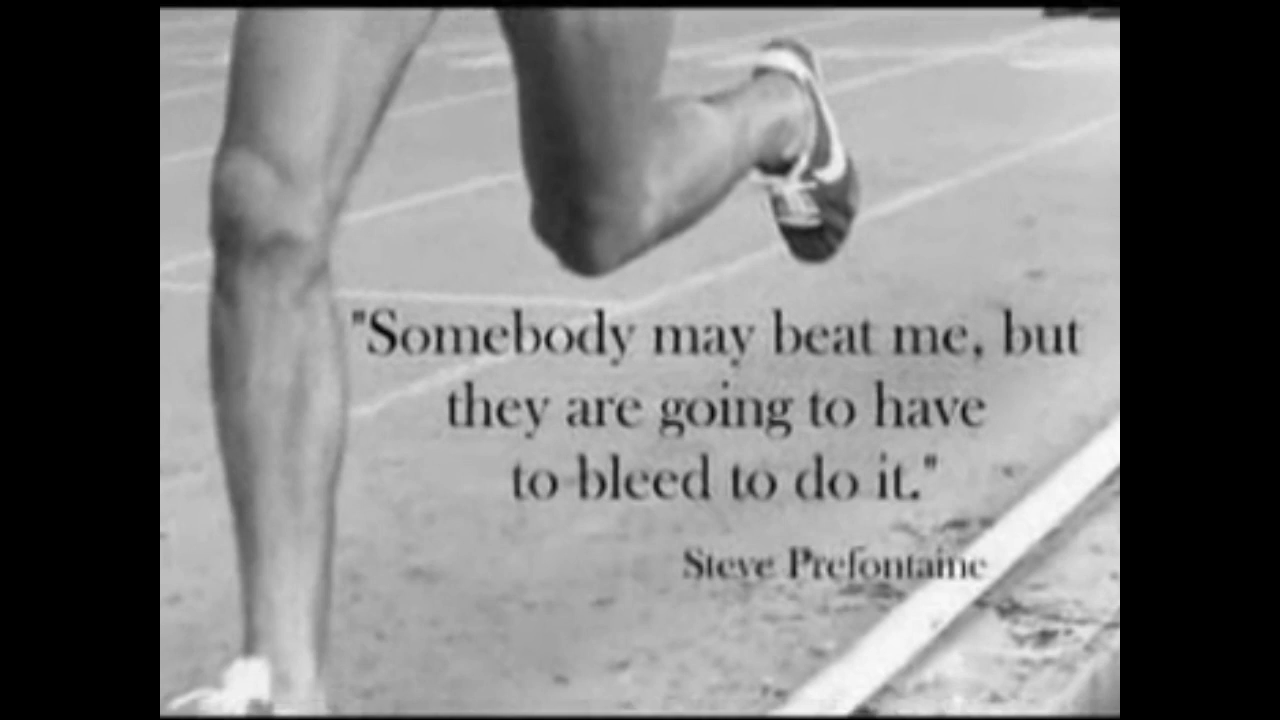 "Somebody may beat me, but
they are going to have
to bleed to do it."
Steve Prefontaine